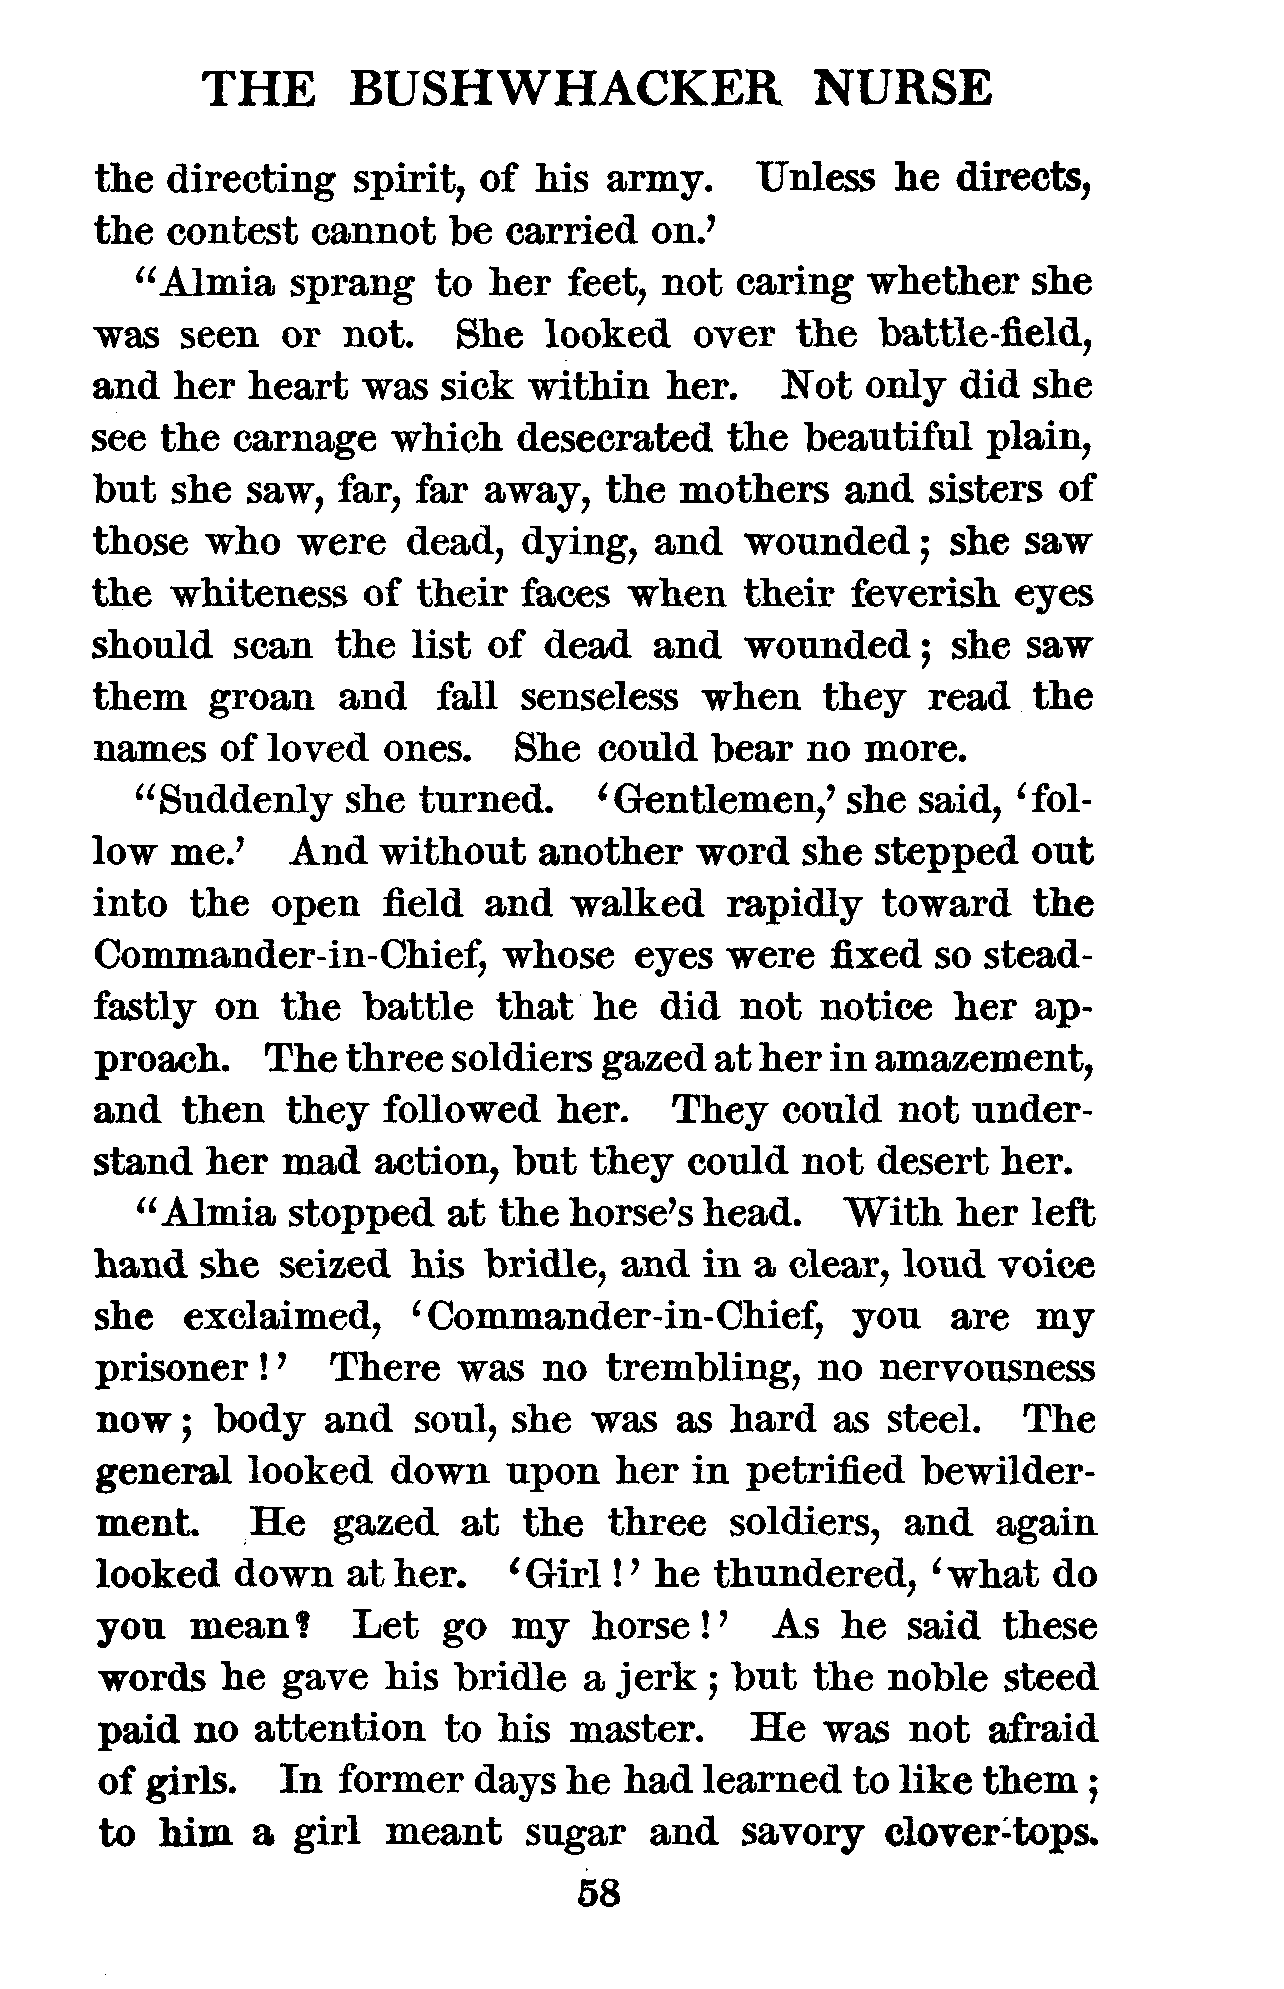 THE BUSHWHACKER NURSE
the directing spirit, of his army. Unless he directs,
the contest cannot be carried on.’
“Almia sprang to her feet, not caring whether she
was seen or not. She looked over the battle-field,
and her heart was sick within her. Not only did she
see the carnage which desecrated the beautiful plain,
but she saw, far, far away, the mothers and sisters of
those who were dead, dying, and wounded; she saw
the whiteness of their faces when their feverish eyes
should scan the list of dead and wounded; she saw
them groan and fall senseless when they read the
names of loved ones. She could bear no more.
“Suddenly she turned. ‘Gentlemen,’ she said, ‘fol-
low me.’ And without another word she stepped out
into the open field and walked rapidly toward the
Commander-in-Chief, whose eyes were fixed so stead-
fastly on the battle that he did not notice her ap-
proach. The three soldiers gazed at her in amazement,
and then they followed her. They could not under-
stand her mad action, but they could not desert her.
“Almia stopped at the horse’s head. With her left
hand she seized his bridle, and in a clear, loud voice
she exclaimed, ‘Commander-in-Chief, you are my
prisoner!’ There was no trembling, no nervousness
now; body and soul, she was as hard as steel. The
general looked down upon her in petrified bewilder-
ment. He gazed at the three soldiers, and again
looked down at her. ‘Girl!’ he thundered, ‘what do
you mean? Let go my horse!’ As he said these
words he gave his bridle a jerk; but the noble steed
paid no attention to his master. He was not afraid
of girls. In former days he had learned to like them;
to him a girl meant sugar and savory clover-tops.
58